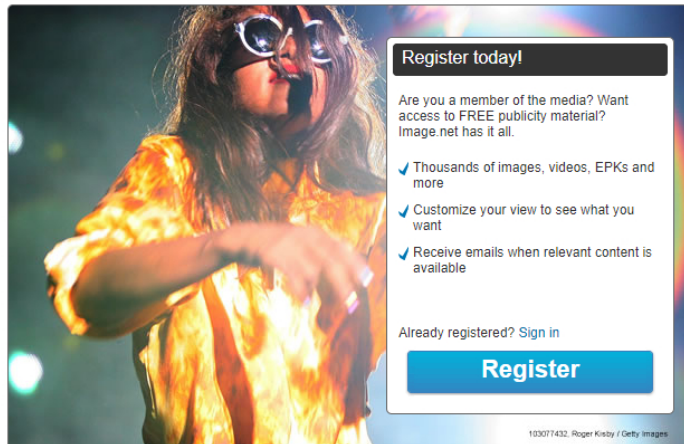 Register today!
Are you a member of the media? Want
access to FREE publicity material?
Image.net has it all.
Thousands of images, videos, EPKs and
more
Customize your view to see what you
want
Receive emails when relevant content is
available
Already registered? Sign in
Register
103077432, Roger Kisby / Getty Images